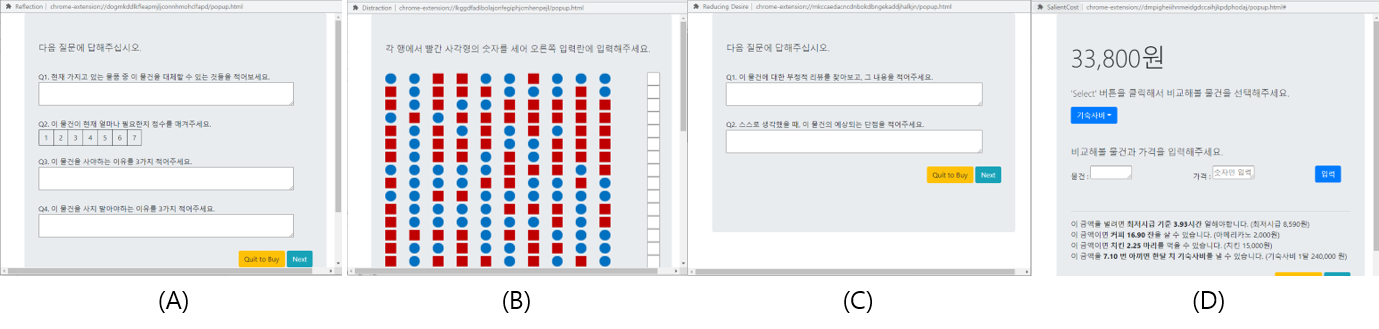 Reflection | chrome-extension://dogmkddlkfleapmjljconnhmohcffapd/popup.html
다음 질문에 답해주십시오.
Q1. 현재 가지고 있는 물품 중 이 물건을 대체할 수 있는 것들을 적어보세요.
Q2. 이 물건이 현재 얼마나 필요한지 점수를 매겨주세요.
1 2 3 4 5 6 7
Q3. 이 물건을 사야하는 이유를 3가지 적어주세요.
Q4. 이 물건을 사지 말아야하는 이유를 3가지 적어주세요.
Quit to Buy Next
(A)
Distraction | chrome-extension://lkggdfadlbolajonfegiphjcmhenpejl/popup.html
각 행에서 빨간 사각형의 숫자를 세어 오른쪽 입력란에 입력해주세요.
(B)
Reducing Desire | chrome-extension://mkccaedacncdnbokdbngekaddjhalkjn/popup.html
다음 질문에 답해주십시오.
Q1. 이 물건에 대한 부정적 리뷰를 찾아보고, 그 내용을 적어주세요.
Q2. 스스로 생각했을 때, 이 물건의 예상되는 단점을 적어주세요.
Quit to Buy Next
(C)
SalientCost | chrome-extension://dmpigheiihnmeidgdccalhjkpdphodaj/popup.html#
33,800원
'Select' 버튼을 클릭해서 비교해볼 물건을 선택해주세요.
기숙사비
비교해볼 물건과 가격을 입력해주세요.
물건 : 가격 : 숫자만 입력 입력
이 금액을 벌려면 최저시급 기준 3.93시간 일해야합니다. (최저시급 8,590원)
이 금액이면 커피 16.90 잔을 살 수 있습니다. (아메리카노 2,000원)
이 금액이면 치킨 2.25 마리를 먹을 수 있습니다. (치킨 15,000원)
이 금액을 7.10 번 아끼면 한달 치 기숙사비를 낼 수 있습니다. (기숙사비 1달 240,000 원)
(D)